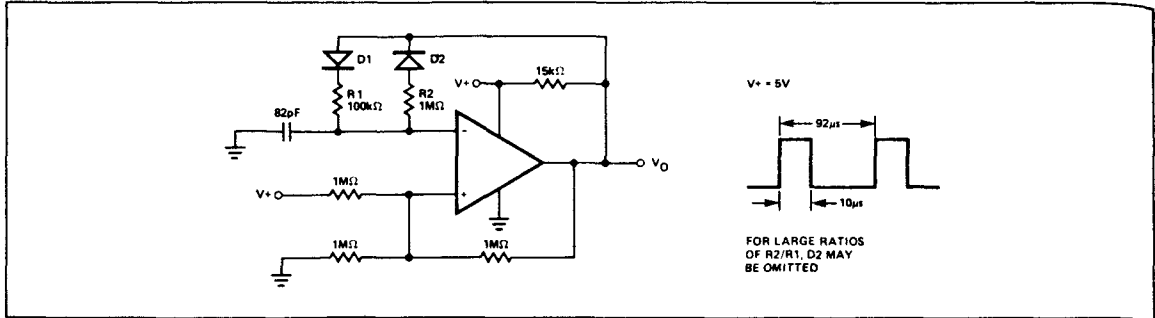 D1
D2
R1
100kΩ
R2
1MΩ
82pF
V+
15kΩ
-
+
VO
V+
1MΩ
1MΩ
1MΩ
V+ = 5V
92µs
10µs
FOR LARGE RATIOS
OF R2/R1, D2 MAY
BE OMITTED